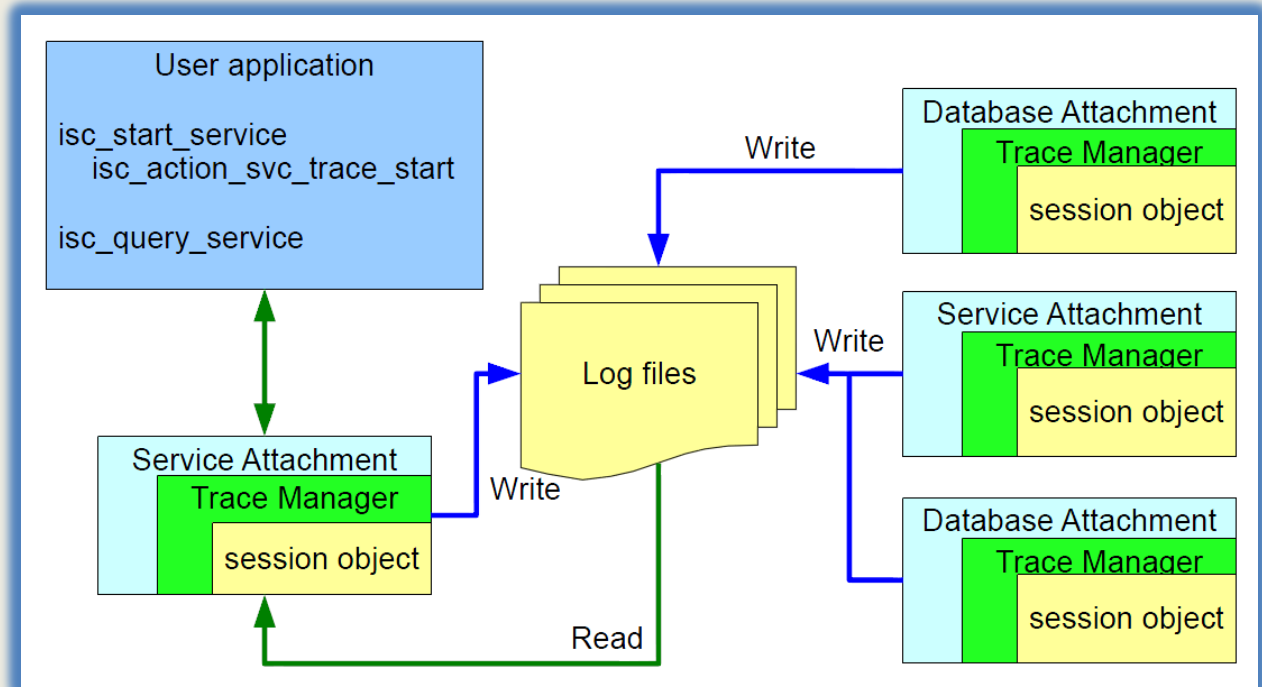 User application
isc_start_service
isc_action_svc_trace_start
isc_query_service
Database Attachment
Trace Manager
session object
Write
Service Attachment
Trace Manager
session object
Write
Log files
Service Attachment
Trace Manager
session object
Write
Database Attachment
Trace Manager
session object
Read